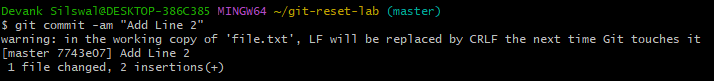 Devank Silswal@DESKTOP-386C385 MINGW64 ~/git-reset-lab (master)
$ git commit -am "Add Line 2"
warning: in the working copy of 'file.txt', LF will be replaced by CRLF the next time Git touches it
[master 7743e07] Add Line 2
 1 file changed, 2 insertions(+)